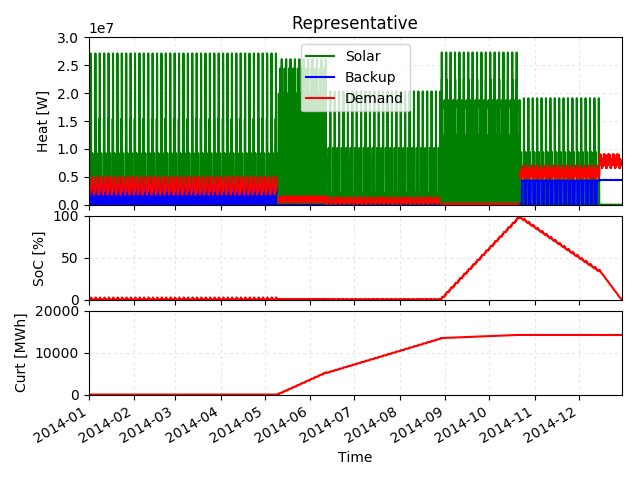 Representative
1e7
3.0
2.5
2.0
1.5
1.0
0.5
0.0
Heat [W]
Solar
Backup
Demand
100
50
0
SoC [%]
20000
10000
0
Curt [MWh]
2014-01
2014-02
2014-03
2014-04
2014-05
2014-06
2014-07
2014-08
2014-09
2014-10
2014-11
2014-12
Time